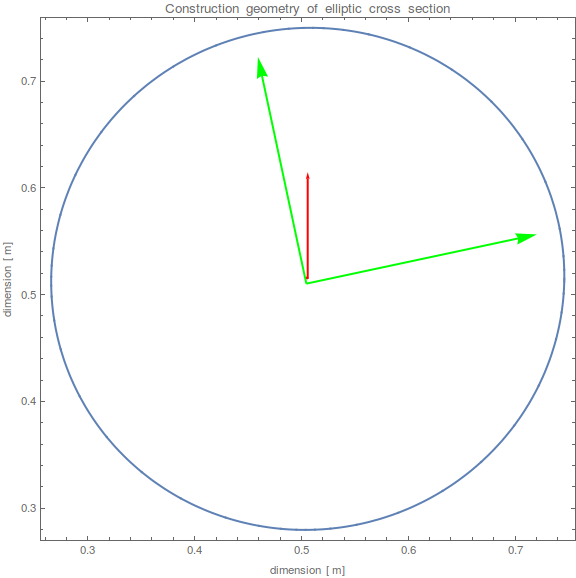 Construction geometry of elliptic cross section
0.7
0.6
0.5
0.4
0.3
dimension [ m]
0.3 0.4 0.5 0.6 0.7
dimension [ m]